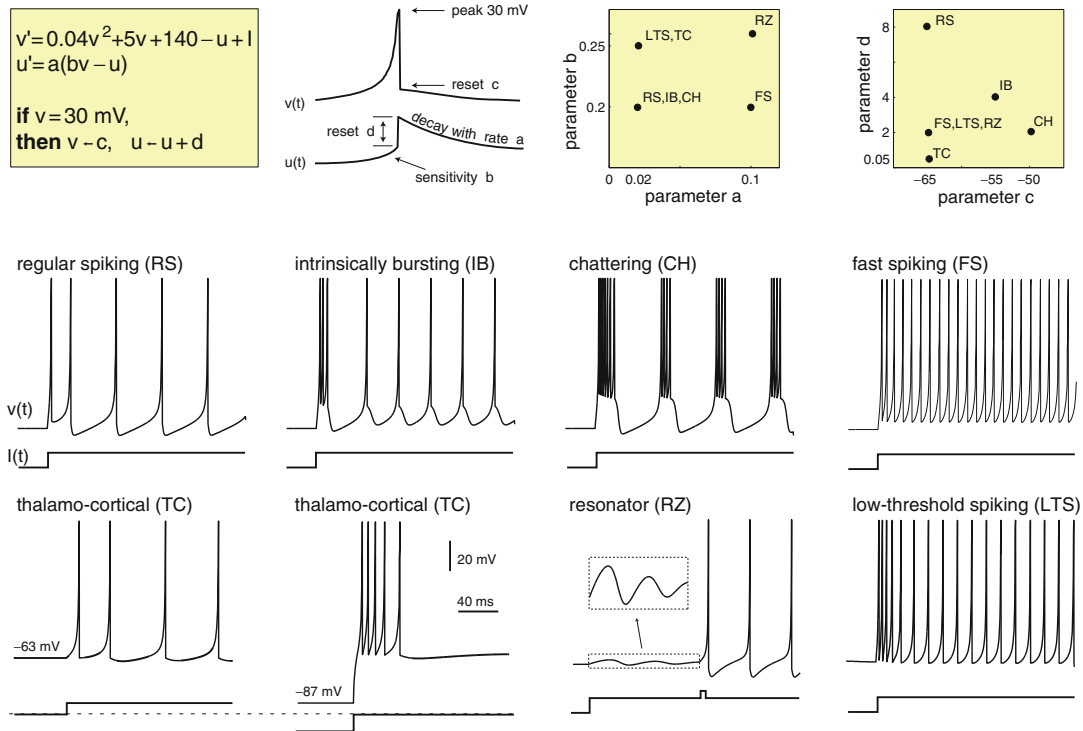 v'= 0.04v²+5v+140 − u + I
u'= a(bv − u)
if v = 30 mV,
then v ← c, u ← u + d
peak 30 mV
reset c
v(t)
reset d
decay with rate a
u(t)
sensitivity b
parameter b
0.25
0.2
LTS,TC
RZ
RS,IB,CH
FS
0
0.02
0.1
parameter a
parameter d
8
4
2
0.05
RS
IB
FS,LTS,RZ
CH
TC
−65
−55
−50
parameter c
regular spiking (RS)
intrinsically bursting (IB)
chattering (CH)
fast spiking (FS)
v(t)
I(t)
thalamo-cortical (TC)
thalamo-cortical (TC)
resonator (RZ)
low-threshold spiking (LTS)
20 mV
40 ms
−63 mV
−87 mV